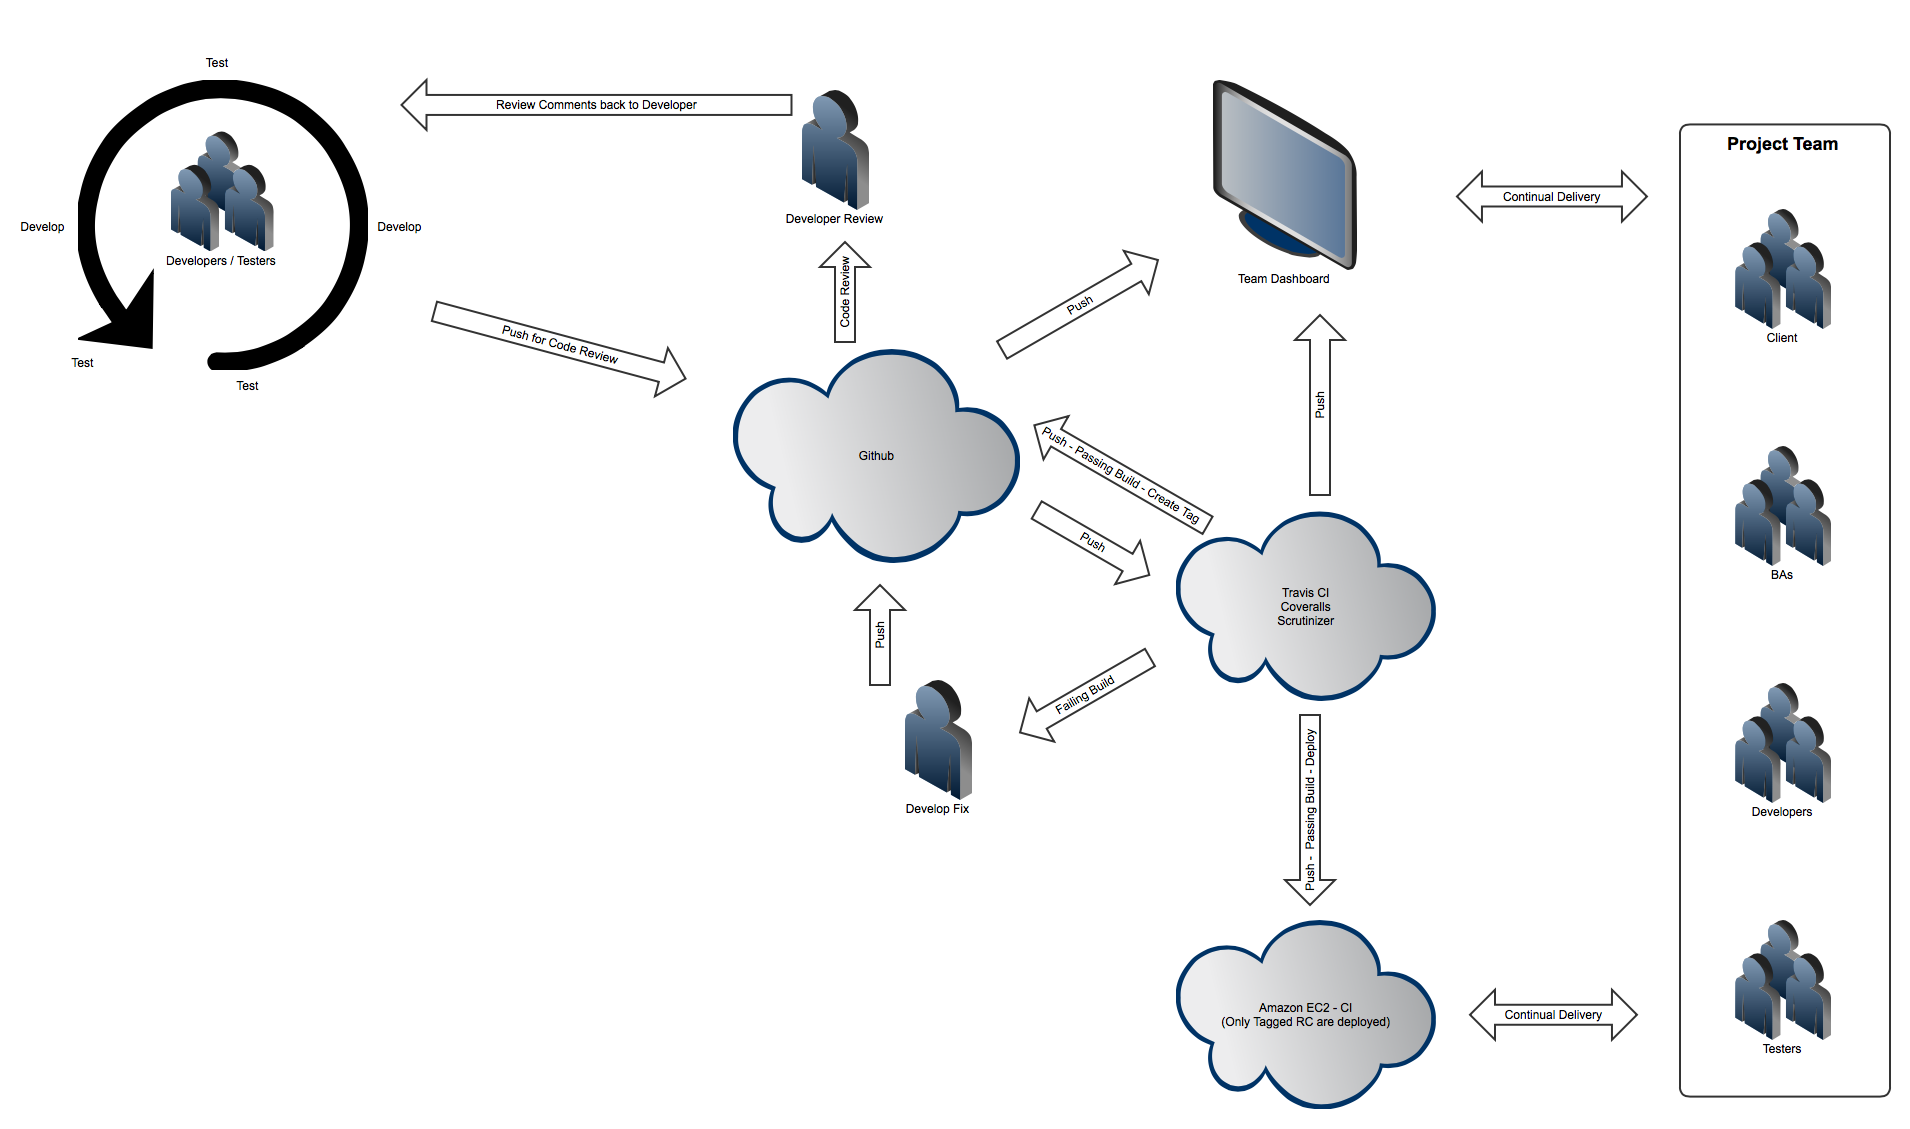 Test
Develop
Develop
Developers / Testers
Test
Test
Review Comments back to Developer
Developer Review
Code Review
Push for Code Review
Github
Push
Team Dashboard
Push
Push - Passing Build - Create Tag
Push
Travis CI
Coveralls
Scrutinizer
Failing Build
Push
Develop Fix
Push -  Passing Build - Deploy
Amazon EC2 - CI
(Only Tagged RC are deployed)
Continual Delivery
Continual Delivery
Project Team
Client
BAs
Developers
Testers